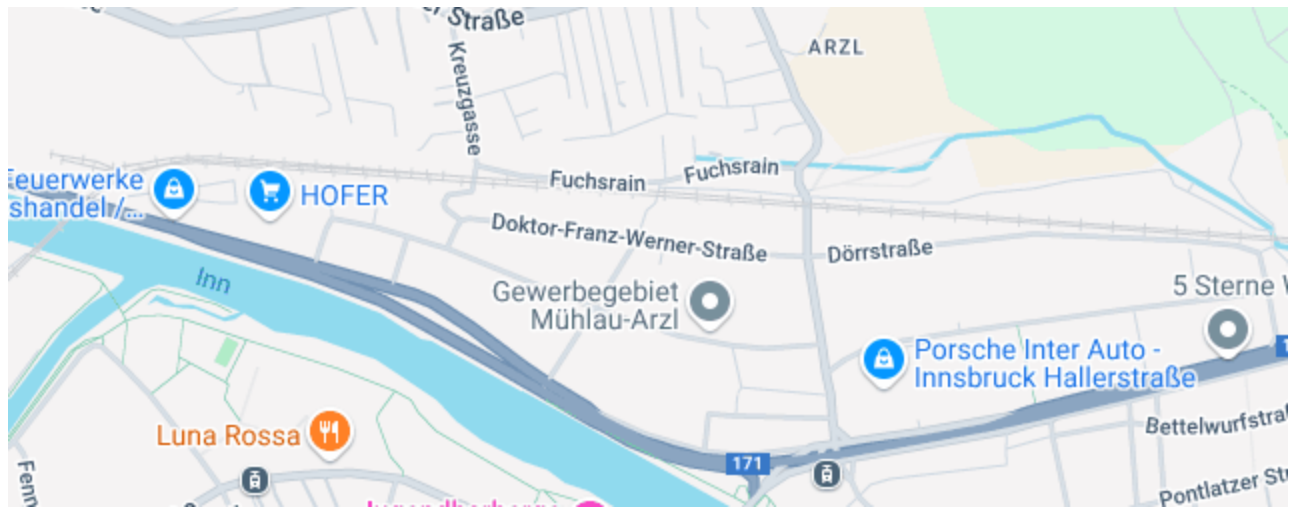 Straße
ARZL
Kreuzgasse
Feuerwerke
shandel /...
HOFER
Fuchsrain
Fuchsrain
Doktor-Franz-Werner-Straße
Dörrstraße
Inn
Gewerbegebiet
Mühlau-Arzl
5 Sterne
Porsche Inter Auto -
Innsbruck Hallerstraße
Luna Rossa
Bettelwurfstra
171
Fenn
Pontlatzer St